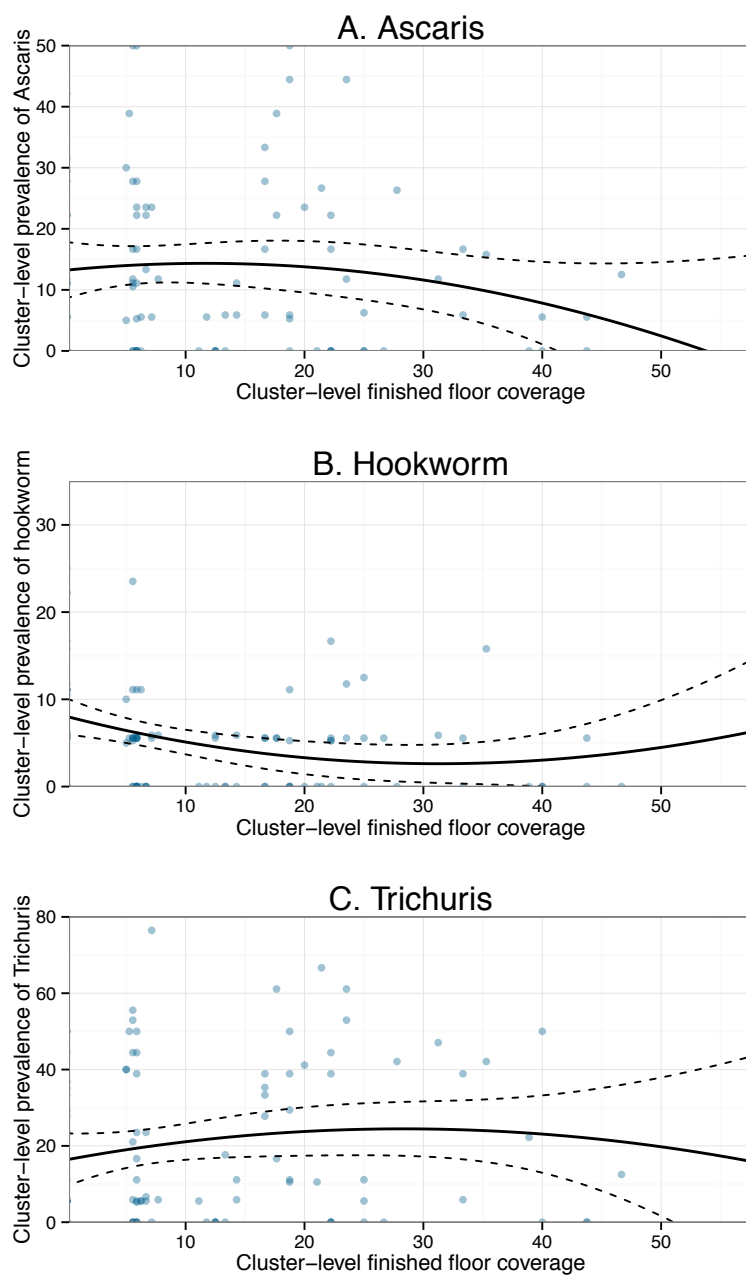 A. Ascaris
Cluster−level prevalence of Ascaris
50
40
30
20
10
0
10 20 30 40 50
Cluster−level finished floor coverage
B. Hookworm
Cluster−level prevalence of hookworm
30
20
10
0
10 20 30 40 50
Cluster−level finished floor coverage
C. Trichuris
Cluster−level prevalence of Trichuris
80
60
40
20
0
10 20 30 40 50
Cluster−level finished floor coverage